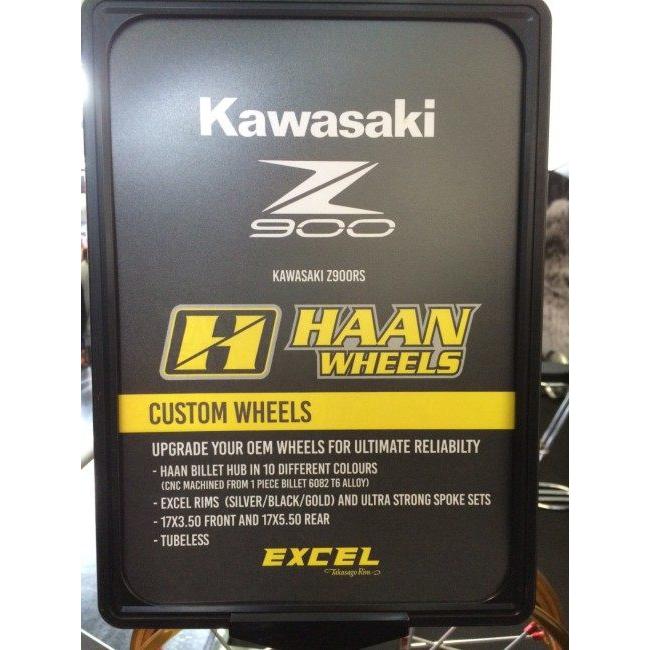 Kawasaki
Z
900
KAWASAKI Z900RS
H HAAN
WHEELS
CUSTOM WHEELS
UPGRADE YOUR OEM WHEELS FOR ULTIMATE RELIABILTY
- HAAN BILLET HUB IN 10 DIFFERENT COLOURS
(CNC MACHINED FROM 1 PIECE BILLET 6082 T6 ALLOY)
- EXCEL RIMS (SILVER/BLACK/GOLD) AND ULTRA STRONG SPOKE SETS
- 17X3.50 FRONT AND 17X5.50 REAR
- TUBELESS
EXCEL
Takasago Rim